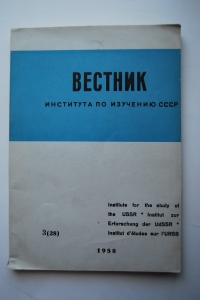 ВЕСТНИК
ИНСТИТУТА ПО ИЗУЧЕНИЮ СССР
Institute for the study of
the USSR * Institut zur
Erforschung der UdSSR *
Institut d'études sur l'URSS
3(28)
1958